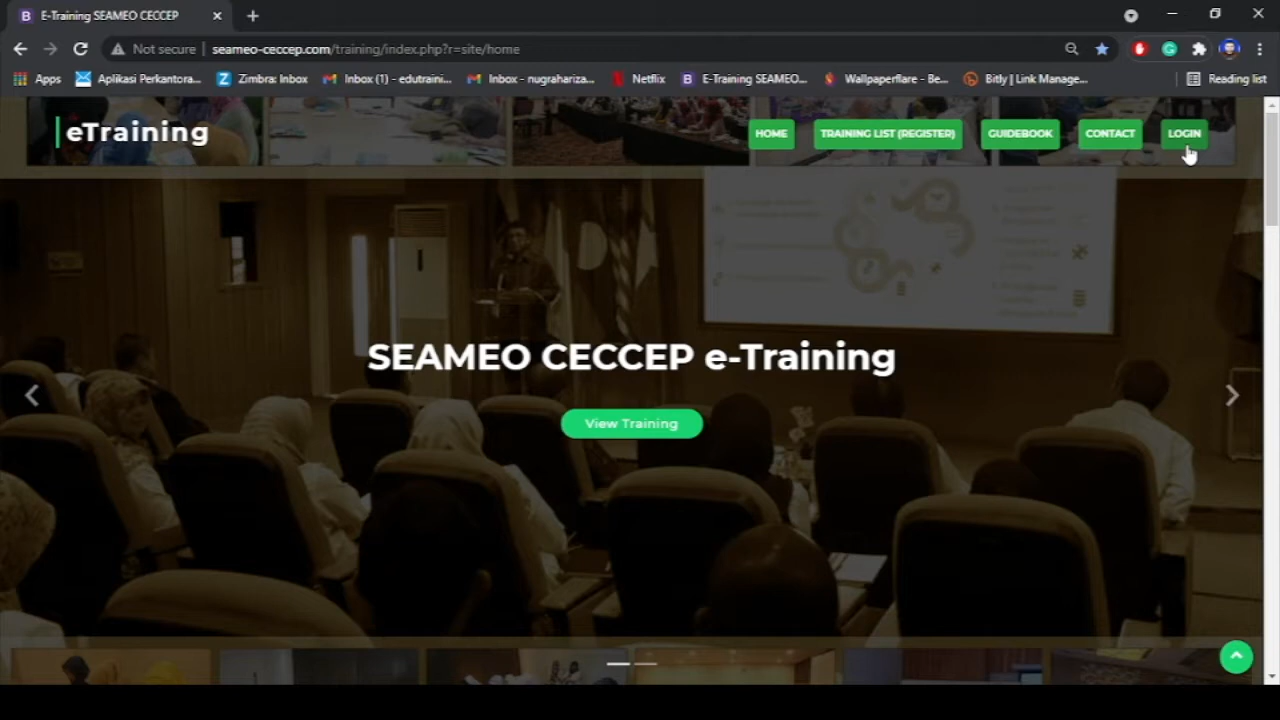 E-Training SEAMEO CECCEP
Not secure
seameo-ceccep.com/training/index.php?r=site/home
Apps
Aplikasi Perkantora...
Zimbra: Inbox
Inbox (1) - edutraini...
Inbox - nugrahariza...
Netflix
E-Training SEAMEO...
Wallpaperflare - Be...
Bitly | Link Manage...
Reading list
eTraining
HOME
TRAINING LIST (REGISTER)
GUIDEBOOK
CONTACT
LOGIN
SEAMEO CECCEP e-Training
View Training